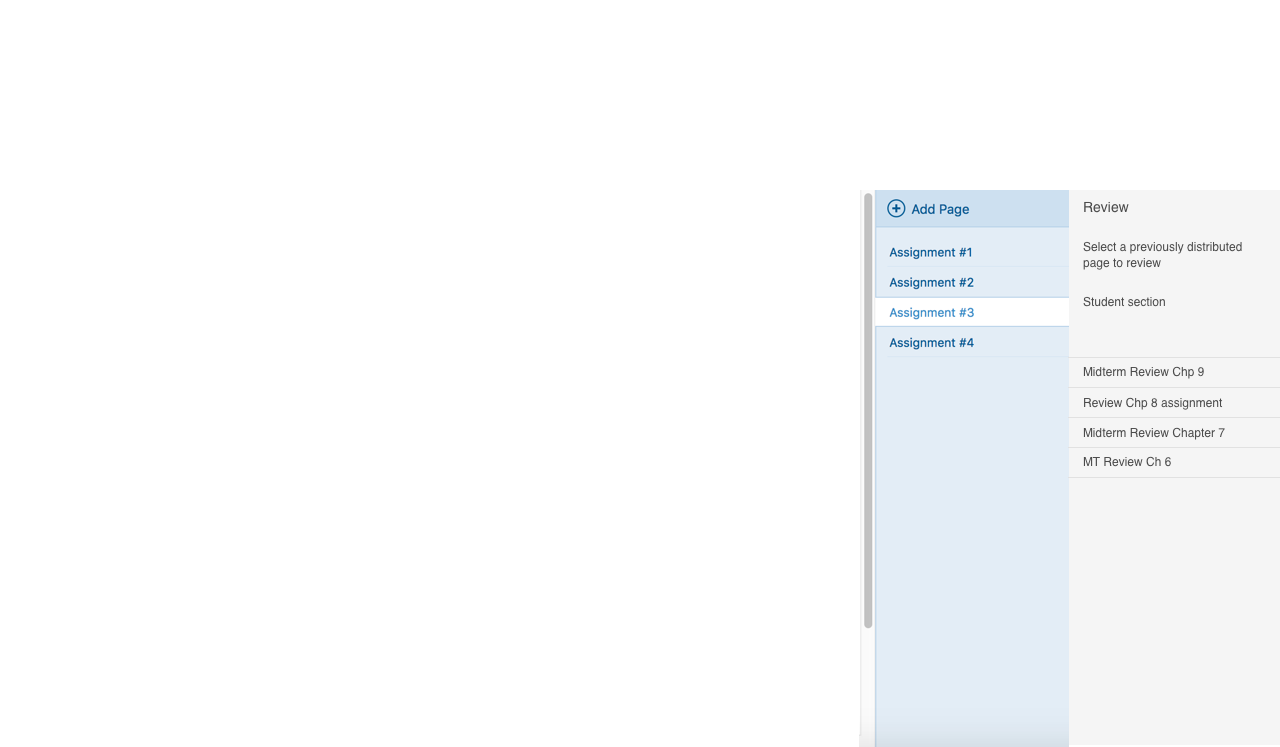 Add Page
Assignment #1
Assignment #2
Assignment #3
Assignment #4
Review
Select a previously distributed
page to review
Student section
Midterm Review Chp 9
Review Chp 8 assignment
Midterm Review Chapter 7
MT Review Ch 6